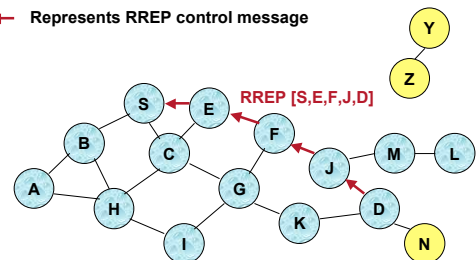 Represents RREP control message
Y
Z
S
E
RREP [S,E,F,J,D]
F
B
C
M
L
J
A
G
H
K
D
I
N